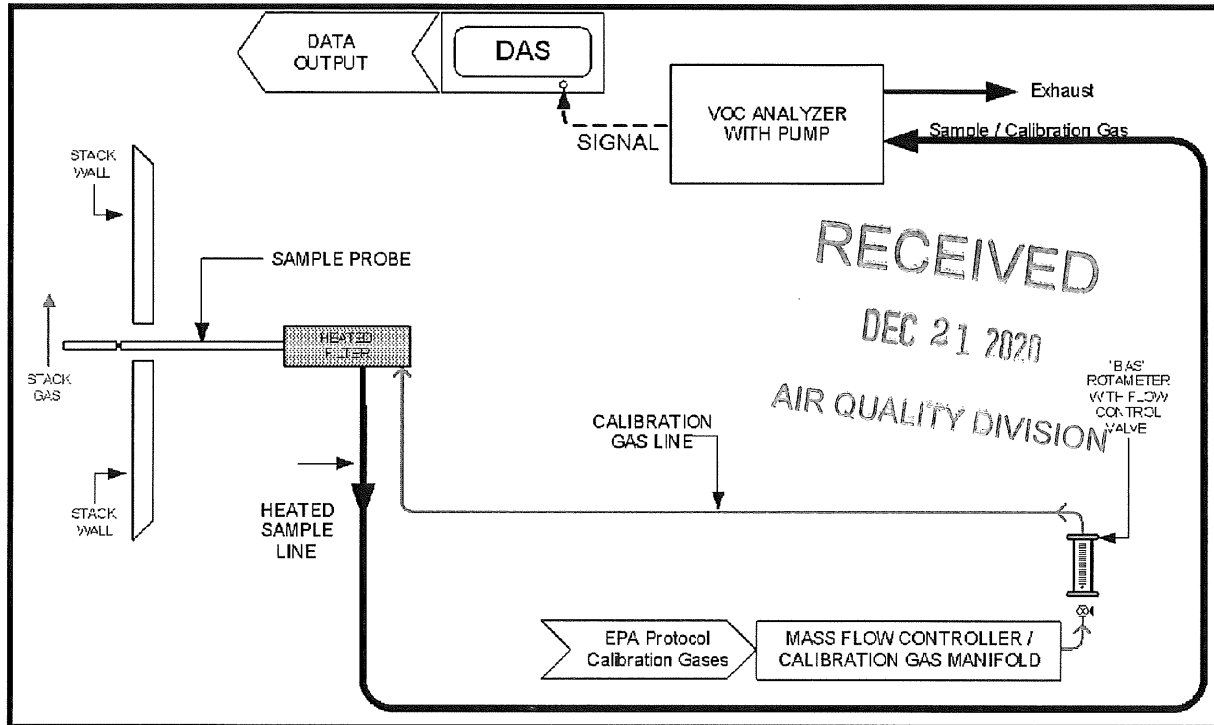 DATA
OUTPUT
DAS
VOC ANALYZER
WITH PUMP
Exhaust
Sample / Calibration Gas
SIGNAL
STACK
WALL
SAMPLE PROBE
HEATED
FILTER
STACK
GAS
STACK
WALL
RECEIVED
DEC 21 2020
AIR QUALITY DIVISION
"BIAS"
ROTAMETER
WITH FLOW
CONTROL
VALVE
CALIBRATION
GAS LINE
HEATED
SAMPLE
LINE
EPA Protocol
Calibration Gases
MASS FLOW CONTROLLER /
CALIBRATION GAS MANIFOLD